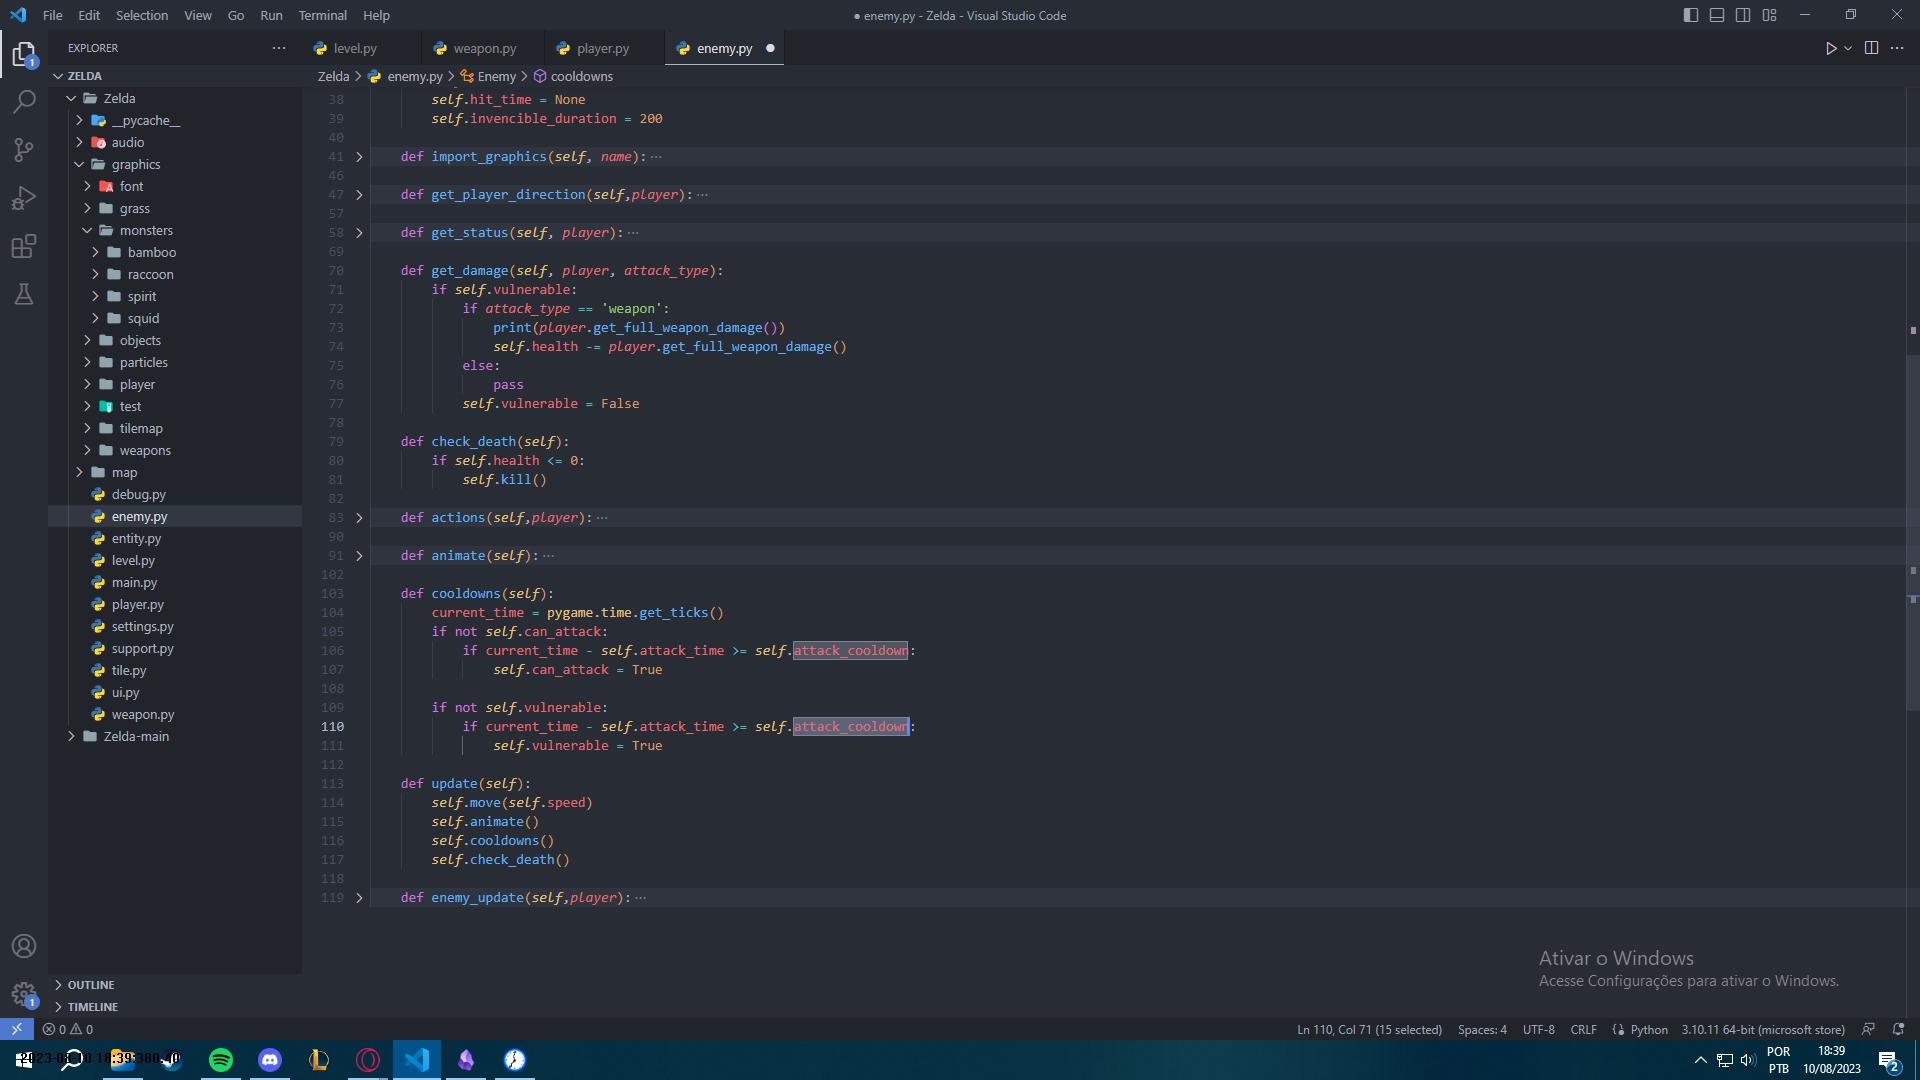 File Edit Selection View Go Run Terminal Help
● enemy.py - Zelda - Visual Studio Code
EXPLORER
level.py weapon.py player.py enemy.py
ZELDA
Zelda > enemy.py > Enemy > cooldowns
Zelda
__pycache__
audio
graphics
font
grass
monsters
bamboo
raccoon
spirit
squid
objects
particles
player
test
tilemap
weapons
map
debug.py
enemy.py
entity.py
level.py
main.py
player.py
settings.py
support.py
tile.py
ui.py
weapon.py
Zelda-main
OUTLINE
TIMELINE
38 self.hit_time = None
39 self.invencible_duration = 200
40
41 def import_graphics(self, name): ···
46
47 def get_player_direction(self,player): ···
57
58 def get_status(self, player): ···
69
70 def get_damage(self, player, attack_type):
71 if self.vulnerable:
72 if attack_type == 'weapon':
73 print(player.get_full_weapon_damage())
74 self.health -= player.get_full_weapon_damage()
75 else:
76 pass
77 self.vulnerable = False
78
79 def check_death(self):
80 if self.health <= 0:
81 self.kill()
82
83 def actions(self,player): ···
90
91 def animate(self): ···
102
103 def cooldowns(self):
104 current_time = pygame.time.get_ticks()
105 if not self.can_attack:
106 if current_time - self.attack_time >= self.attack_cooldown:
107 self.can_attack = True
108
109 if not self.vulnerable:
110 if current_time - self.attack_time >= self.attack_cooldown:
111 self.vulnerable = True
112
113 def update(self):
114 self.move(self.speed)
115 self.animate()
116 self.cooldowns()
117 self.check_death()
118
119 def enemy_update(self,player): ···
Ativar o Windows
Acesse Configurações para ativar o Windows.
1
1
0 0
Ln 110, Col 71 (15 selected) Spaces: 4 UTF-8 CRLF Python 3.10.11 64-bit (microsoft store)
POR
PTB
18:39
10/08/2023
2